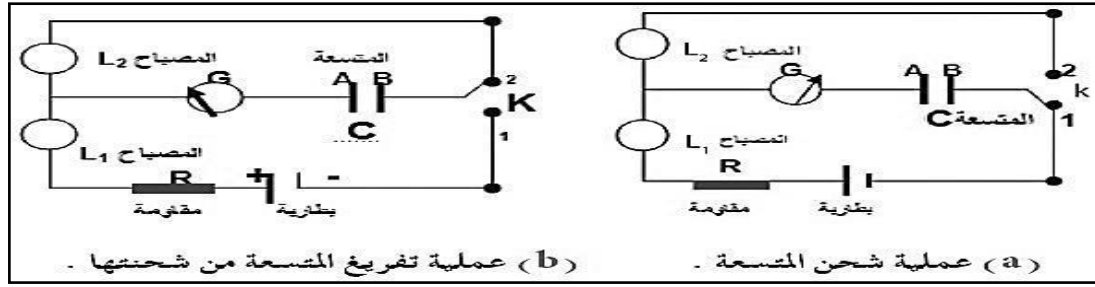 المصباح L2
G
المتسعة
A B
2
K
1
C
المصباح L1
R
+ -
مقاومة
بطارية
(b) عملية تفريغ المتسعة من شحنتها .
المصباح L2
G
A B
2
k
1
المتسعة C
المصباح L1
R
مقاومة
بطارية
(a) عملية شحن المتسعة .